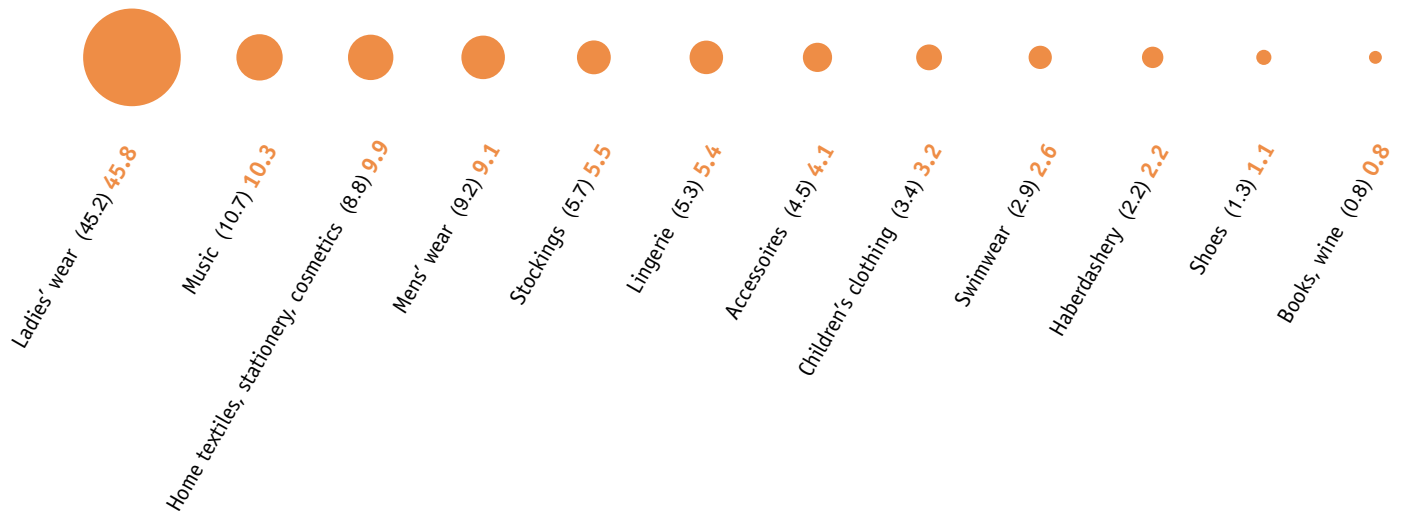 Ladies’ wear (45.2) 45.8
Music (10.7) 10.3
Home textiles, stationery, cosmetics (8.8) 9.9
Mens’ wear (9.2) 9.1
Stockings (5.7) 5.5
Lingerie (5.3) 5.4
Accessoires (4.5) 4.1
Children’s clothing (3.4) 3.2
Swimwear (2.9) 2.6
Haberdashery (2.2) 2.2
Shoes (1.3) 1.1
Books, wine (0.8) 0.8